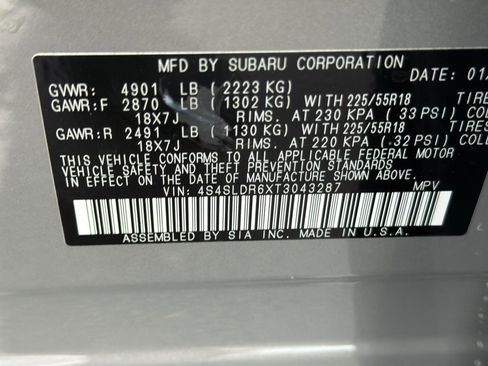 MFD BY SUBARU CORPORATION
DATE: 01/
GVWR: 4901 LB (2223 KG)
GAWR:F 2870 LB (1302 KG) WITH 225/55R18 TIRE
18X7J RIMS. AT 230 KPA (33 PSI) COL
GAWR:R 2491 LB (1130 KG) WITH 225/55R18 TIRES
18X7J RIMS. AT 220 KPA (32 PSI) COL
THIS VEHICLE CONFORMS TO ALL APPLICABLE FEDERAL MOTOR
VEHICLE SAFETY AND THEFT PREVENTION STANDARDS IN EFFECT
ON THE DATE OF MANUFACTURE SHOWN ABOVE.
VIN: 4S4SLDR6XT3043287 MPV
ASSEMBLED BY SIA INC. MADE IN U.S.A.